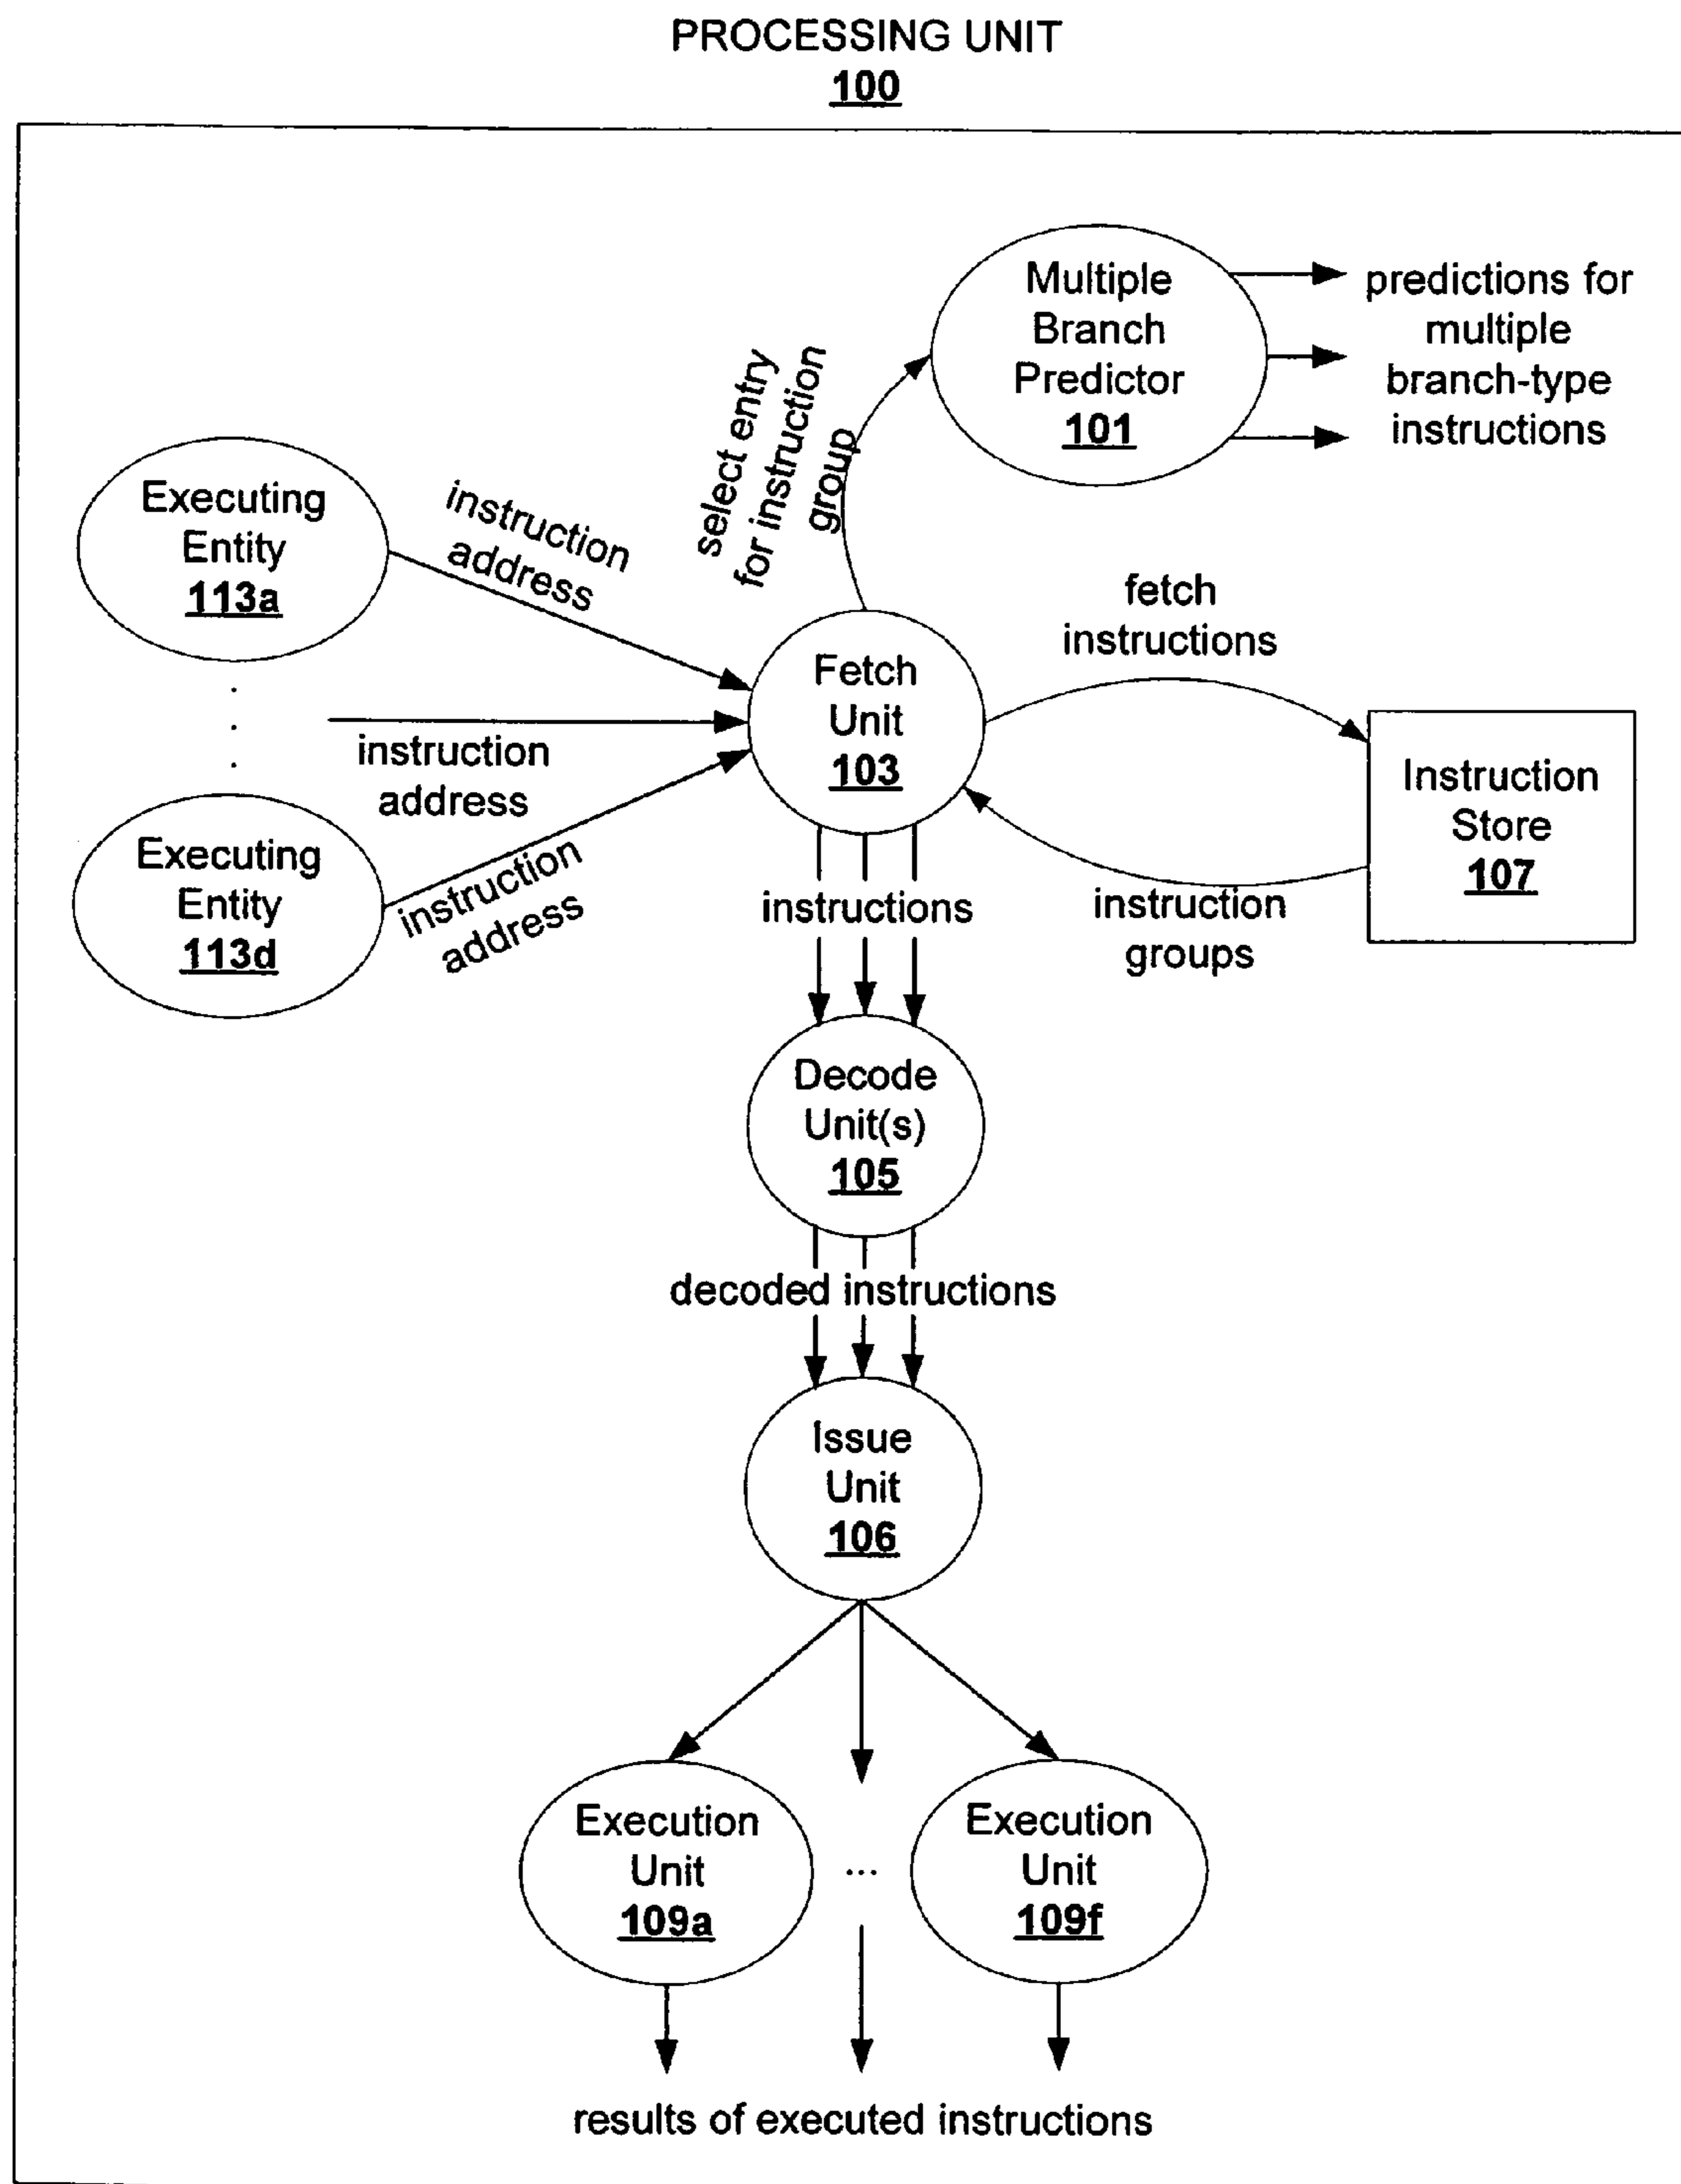 PROCESSING UNIT
100
Multiple
Branch
Predictor
101
predictions for
multiple
branch-type
instructions
select entry
for instruction
group
Executing
Entity
113a
instruction
address
fetch
instructions
Fetch
Unit
103
.
.
.
instruction
address
Instruction
Store
107
Executing
Entity
113d
instruction
address
instructions
instruction
groups
Decode
Unit(s)
105
decoded instructions
Issue
Unit
106
Execution
Unit
109a
...
Execution
Unit
109f
results of executed instructions